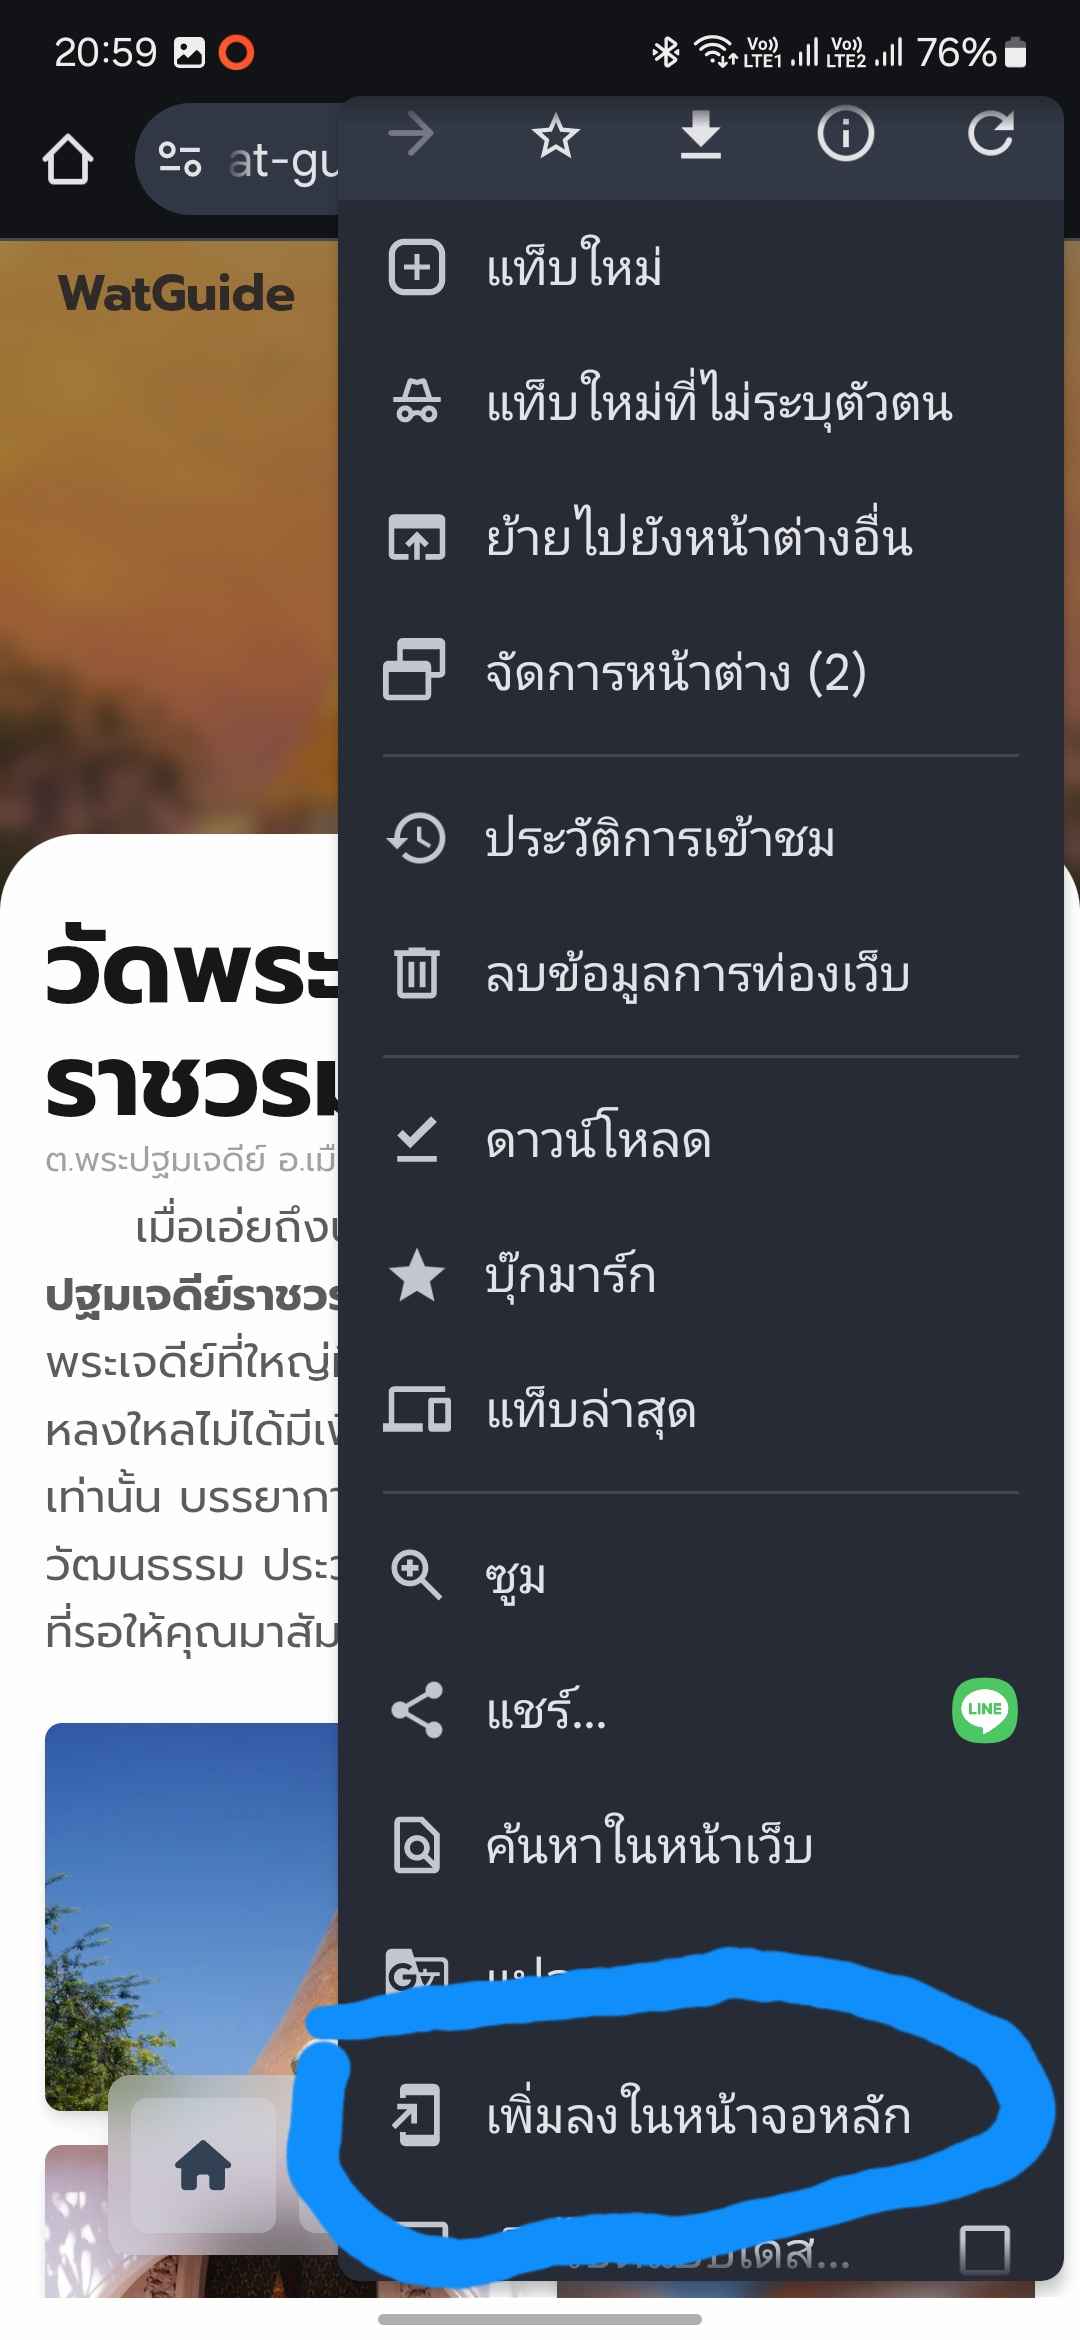 20:59
Vo)) LTE1 Vo)) LTE2 76%
at-gu
WatGuide
แท็บใหม่
แท็บใหม่ที่ไม่ระบุตัวตน
ย้ายไปยังหน้าต่างอื่น
จัดการหน้าต่าง (2)
ประวัติการเข้าชม
ลบข้อมูลการท่องเว็บ
ดาวน์โหลด
บุ๊กมาร์ก
แท็บล่าสุด
ซูม
แชร์...
LINE
ค้นหาในหน้าเว็บ
เพิ่มลงในหน้าจอหลัก
วัดพระ
ราชวรม
ต.พระปฐมเจดีย์ อ.เมื
เมื่อเอ่ยถึง
ปฐมเจดีย์ราชวร
พระเจดีย์ที่ใหญ่
หลงใหลไม่ได้มี
เท่านั้น บรรยากา
วัฒนธรรม ประว
ที่รอให้คุณมาสัม